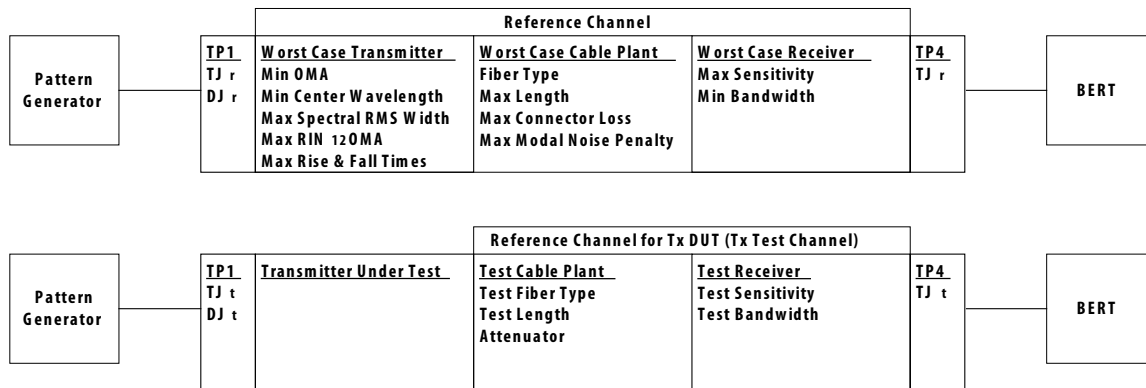 Reference Channel
Pattern
Generator
TP1
TJ r
DJ r
Worst Case Transmitter
Min OMA
Min Center Wavelength
Max Spectral RMS Width
Max RIN 12OMA
Max Rise & Fall Times
Worst Case Cable Plant
Fiber Type
Max Length
Max Connector Loss
Max Modal Noise Penalty
Worst Case Receiver
Max Sensitivity
Min Bandwidth
TP4
TJ r
BERT
Reference Channel for Tx DUT (Tx Test Channel)
Pattern
Generator
TP1
TJ t
DJ t
Transmitter Under Test
Test Cable Plant
Test Fiber Type
Test Length
Attenuator
Test Receiver
Test Sensitivity
Test Bandwidth
TP4
TJ t
BERT